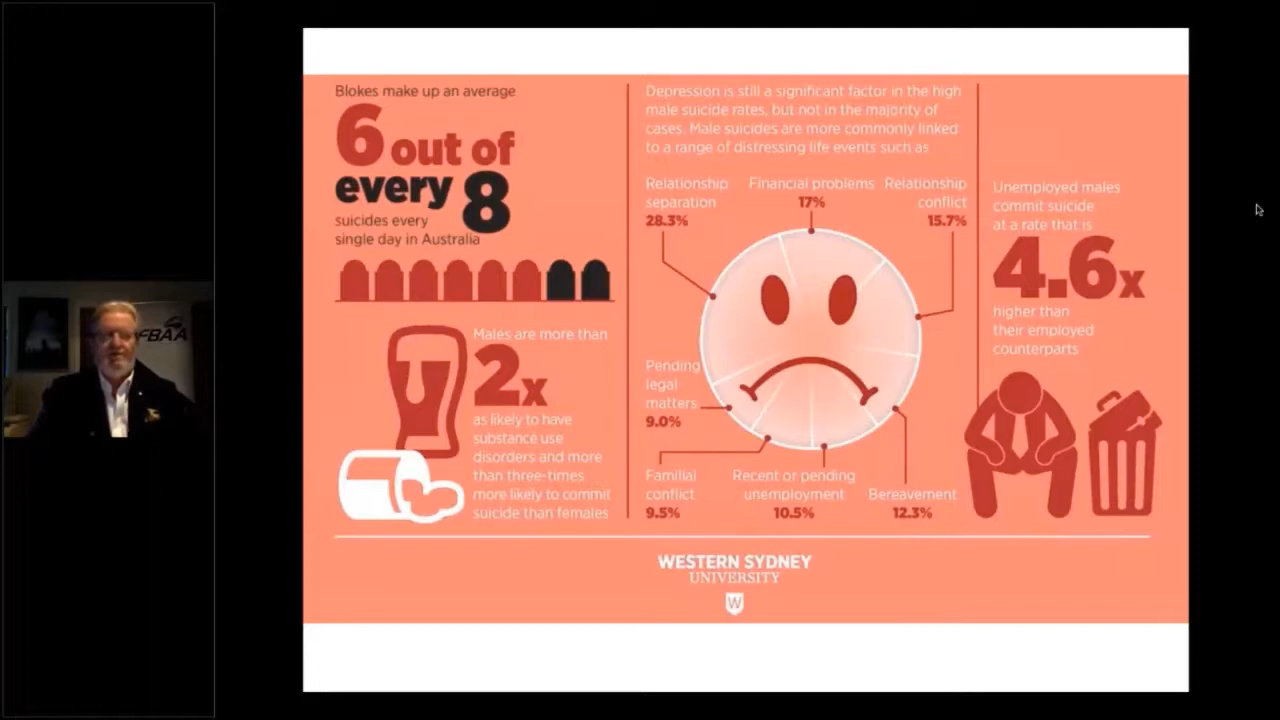 FBAA
Blokes make up an average
6 out of
every 8
suicides every
single day in Australia
Males are more than
2x
as likely to have
substance use
disorders and more
than three-times
more likely to commit
suicide than females
Depression is still a significant factor in the high
male suicide rates, but not in the majority of
cases. Male suicides are more commonly linked
to a range of distressing life events such as
Relationship
separation
28.3%
Financial problems
17%
Relationship
conflict
15.7%
Pending
legal
matters
9.0%
Familial
conflict
9.5%
Recent or pending
unemployment
10.5%
Bereavement
12.3%
Unemployed males
commit suicide
at a rate that is
4.6x
higher than
their employed
counterparts
WESTERN SYDNEY
UNIVERSITY
W